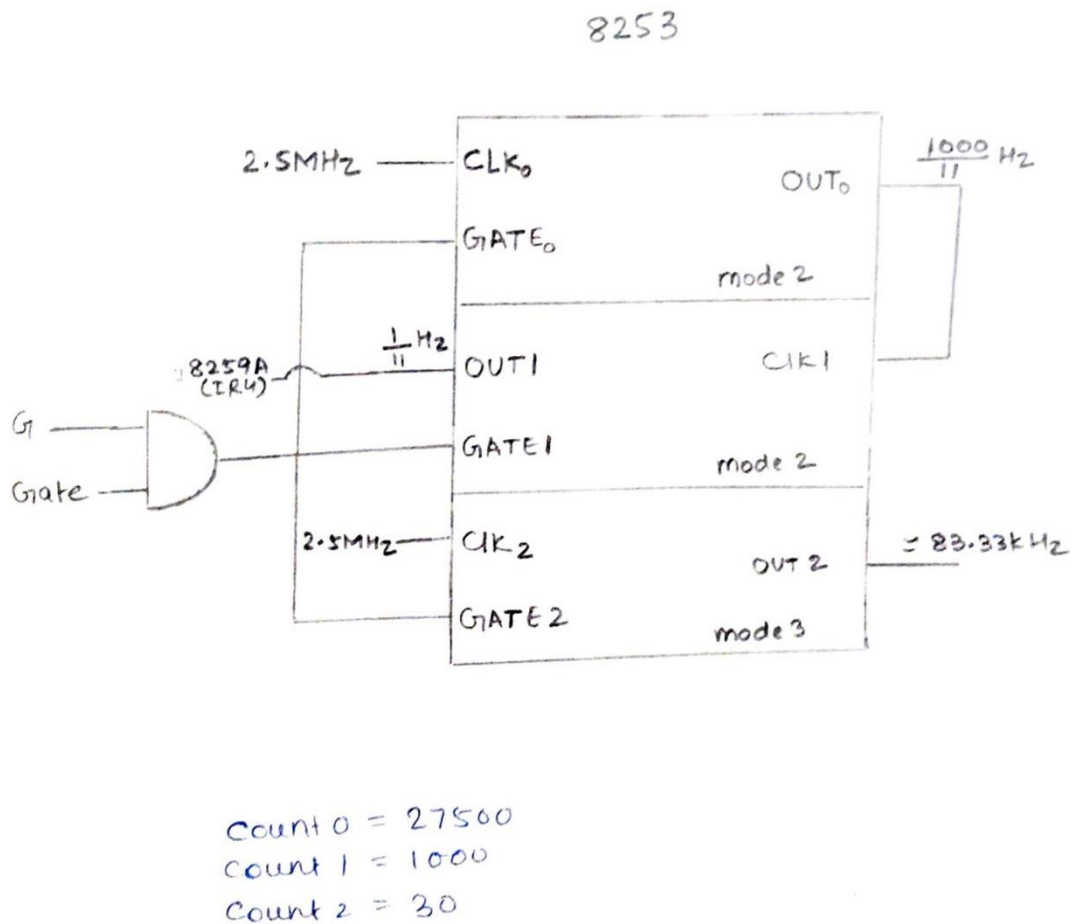 8253
2.5MHz
CLK₀
OUT₀
1000/11 Hz
GATE₀
mode 2
1/11 Hz
8259A
(IR4)
OUT1
Clk1
G
Gate
GATE1
mode 2
2.5MHz
Clk₂
OUT 2
= 83.33kHz
GATE 2
mode 3
Count 0 = 27500
Count 1 = 1000
Count 2 = 30